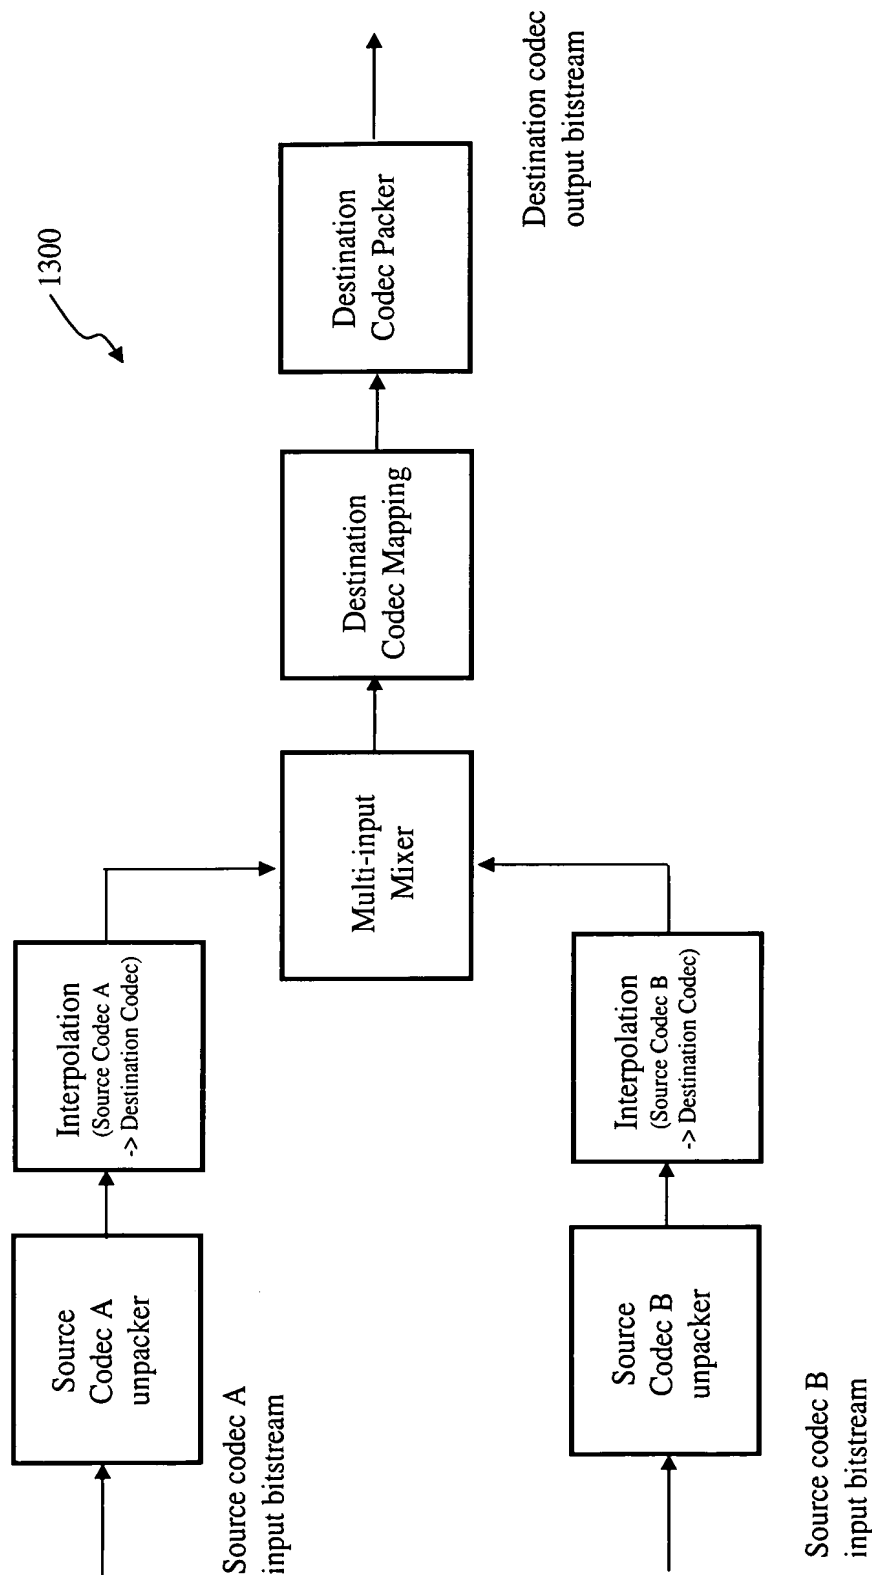 1300
Source codec A
input bitstream
Source
Codec A
unpacker
Interpolation
(Source Codec A
-> Destination Codec)
Source codec B
input bitstream
Source
Codec B
unpacker
Interpolation
(Source Codec B
-> Destination Codec)
Multi-input
Mixer
Destination
Codec Mapping
Destination
Codec Packer
Destination codec
output bitstream